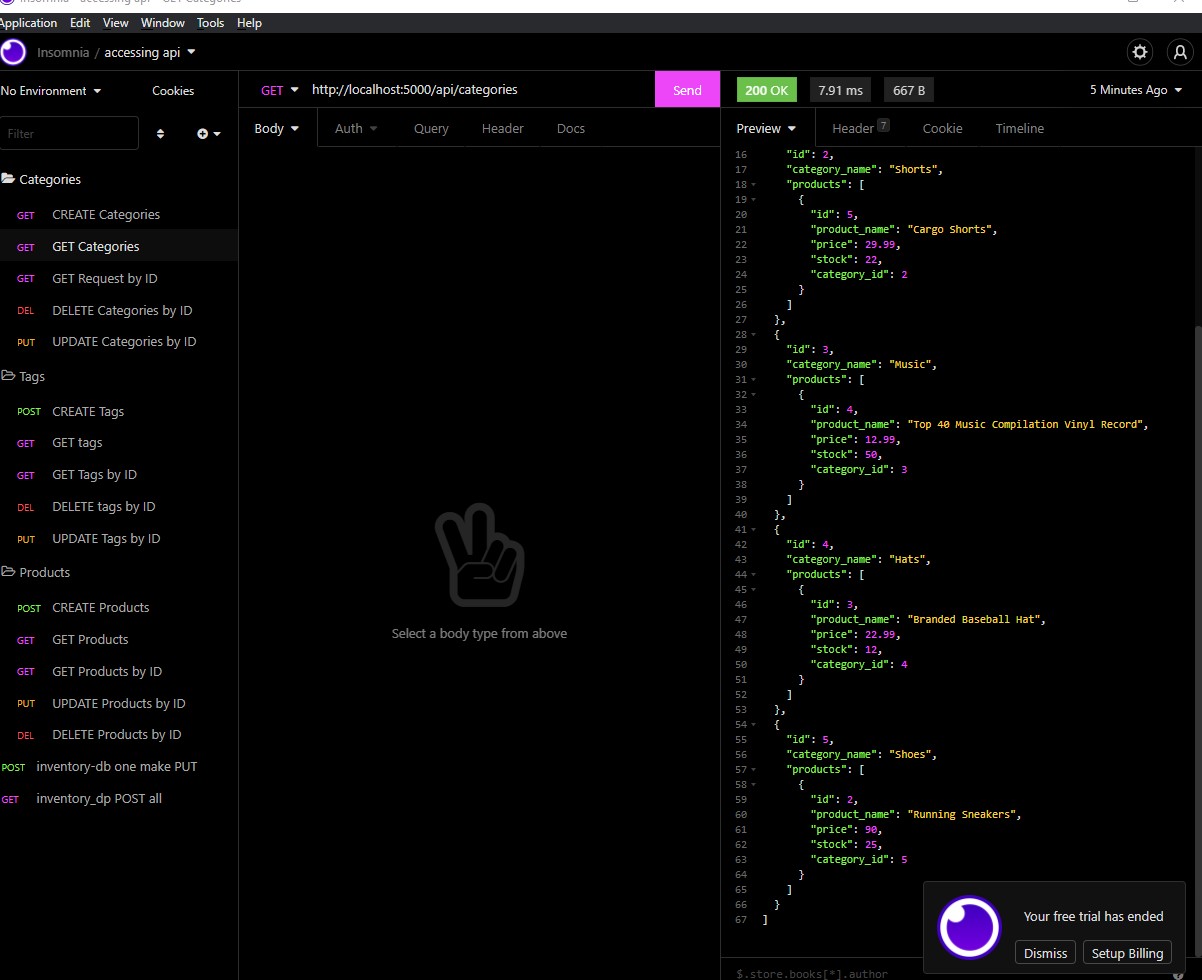 Insomnia - accessing api - GET Categories
Application Edit View Window Tools Help
Insomnia / accessing api
No Environment Cookies
Filter
Categories
GET CREATE Categories
GET GET Categories
GET GET Request by ID
DEL DELETE Categories by ID
PUT UPDATE Categories by ID
Tags
POST CREATE Tags
GET GET tags
GET GET Tags by ID
DEL DELETE tags by ID
PUT UPDATE Tags by ID
Products
POST CREATE Products
GET GET Products
GET GET Products by ID
PUT UPDATE Products by ID
DEL DELETE Products by ID
POST inventory-db one make PUT
GET inventory_dp POST all
GET http://localhost:5000/api/categories Send
Body Auth Query Header Docs
Select a body type from above
200 OK 7.91 ms 667 B 5 Minutes Ago
Preview Header 7 Cookie Timeline
16 "id": 2,
17 "category_name": "Shorts",
18 "products": [
19 {
20 "id": 5,
21 "product_name": "Cargo Shorts",
22 "price": 29.99,
23 "stock": 22,
24 "category_id": 2
25 }
26 ]
27 },
28 {
29 "id": 3,
30 "category_name": "Music",
31 "products": [
32 {
33 "id": 4,
34 "product_name": "Top 40 Music Compilation Vinyl Record",
35 "price": 12.99,
36 "stock": 50,
37 "category_id": 3
38 }
39 ]
40 },
41 {
42 "id": 4,
43 "category_name": "Hats",
44 "products": [
45 {
46 "id": 3,
47 "product_name": "Branded Baseball Hat",
48 "price": 22.99,
49 "stock": 12,
50 "category_id": 4
51 }
52 ]
53 },
54 {
55 "id": 5,
56 "category_name": "Shoes",
57 "products": [
58 {
59 "id": 2,
60 "product_name": "Running Sneakers",
61 "price": 90,
62 "stock": 25,
63 "category_id": 5
64 }
65 ]
66 }
67 ]
$.store.books[*].author
Your free trial has ended
Dismiss Setup Billing